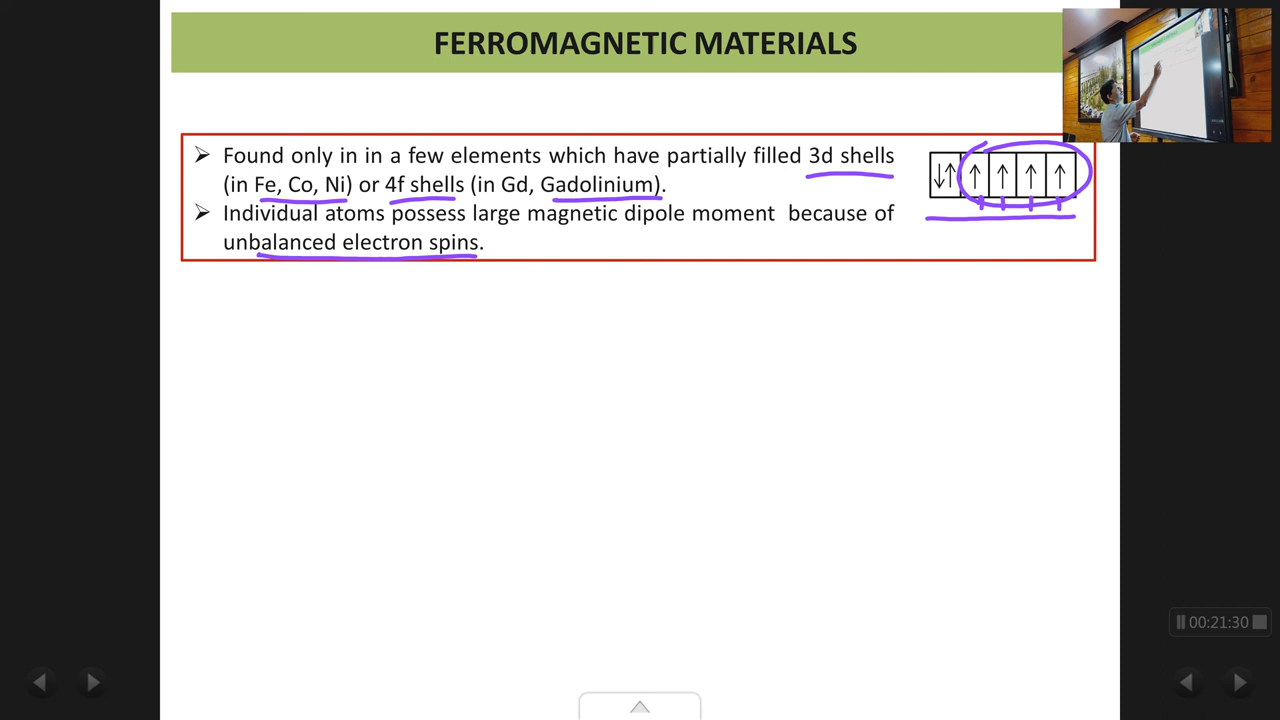 FERROMAGNETIC MATERIALS
➢ Found only in in a few elements which have partially filled 3d shells
(in Fe, Co, Ni) or 4f shells (in Gd, Gadolinium).
➢ Individual atoms possess large magnetic dipole moment because of
unbalanced electron spins.
00:21:30